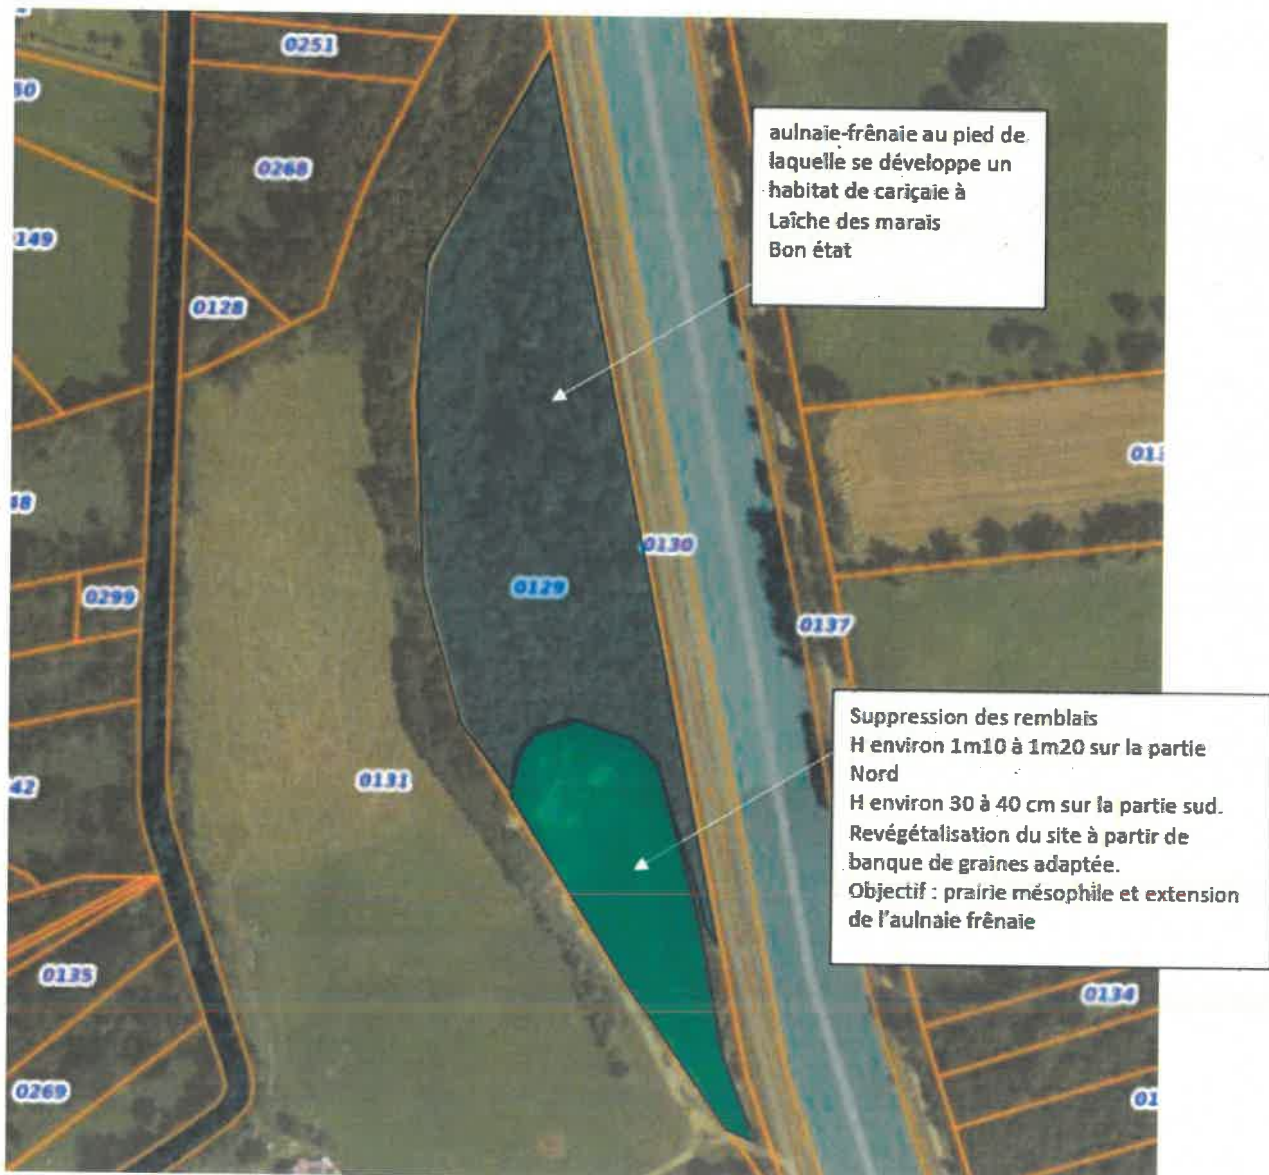 0251
0268
149
0128
aulnaie-frênaie au pied de
laquelle se développe un
habitat de cariçaie à
Laîche des marais
Bon état
0130
0129
0299
0137
Suppression des remblais
H environ 1m10 à 1m20 sur la partie
Nord
H environ 30 à 40 cm sur la partie sud.
Revégétalisation du site à partir de
banque de graines adaptée.
Objectif : prairie mésophile et extension
de l'aulnaie frênaie
42
0131
0135
0134
0269
01